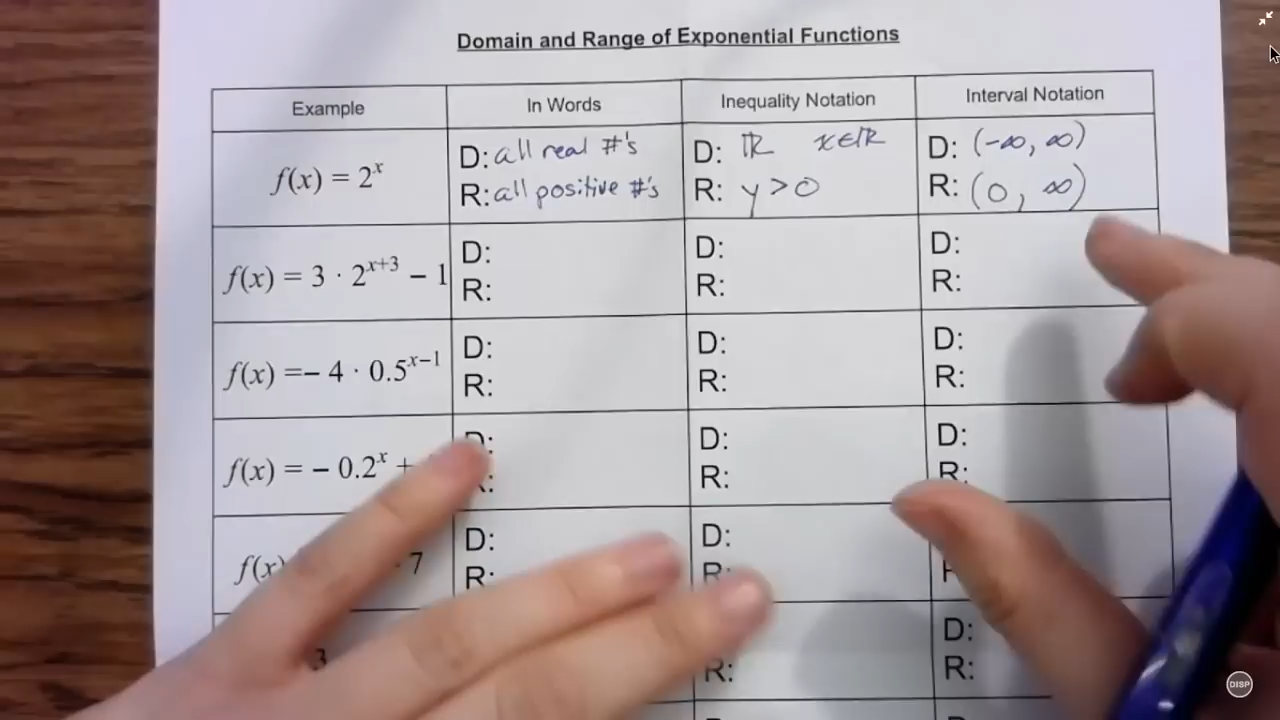 Domain and Range of Exponential Functions
Example In Words Inequality Notation Interval Notation
f(x) = 2^x
D: all real #'s D: ℝ x∈ℝ D: (-∞, ∞)
R: all positive #'s R: y > 0 R: (0, ∞)
f(x) = 3 · 2^{x+3} − 1
D: D: D:
R: R: R:
f(x) = − 4 · 0.5^{x−1}
D: D: D:
R: R: R:
f(x) = − 0.2^x +
D: D: D:
R: R:
f(x) 7
D: D:
R: R:
3
D:
R: R:
DISP